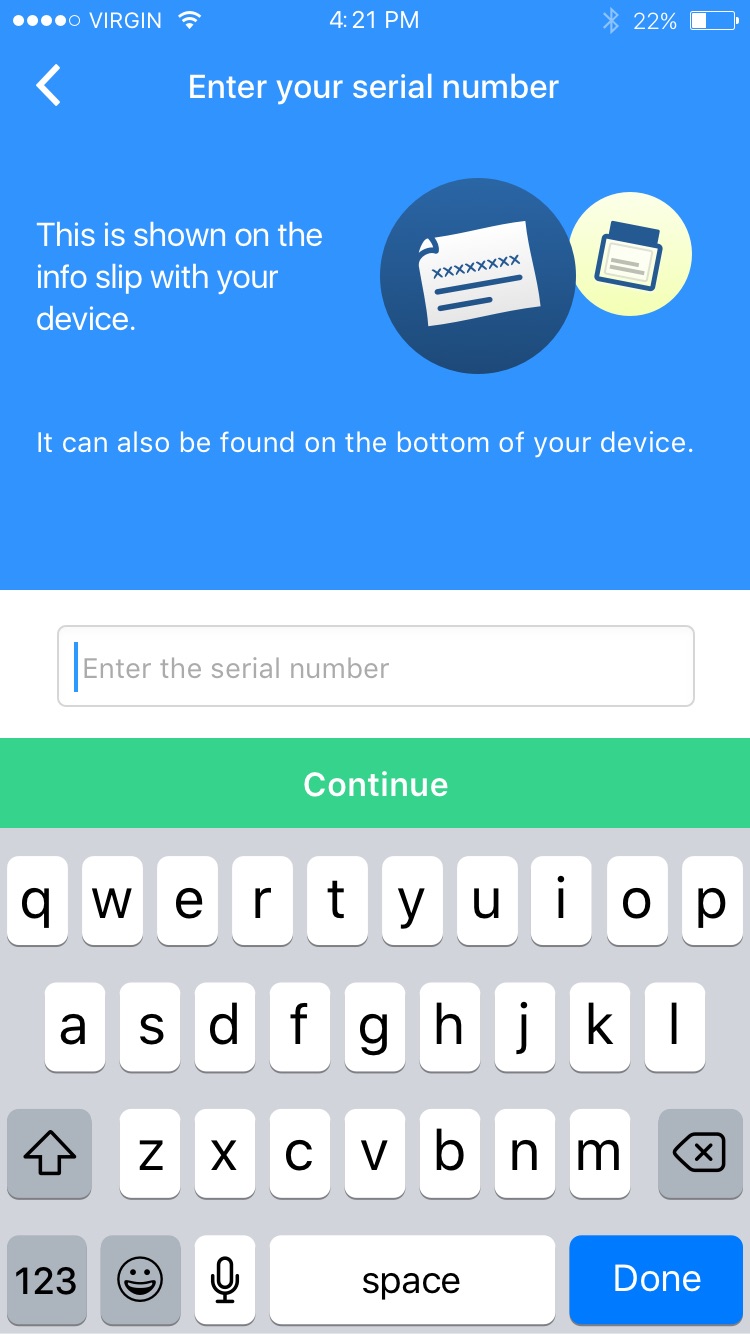 VIRGIN 4:21 PM 22%
Enter your serial number
This is shown on the
info slip with your
device.
xxxxxxxx
It can also be found on the bottom of your device.
Enter the serial number
Continue
q w e r t y u i o p
a s d f g h j k l
z x c v b n m
123 space Done